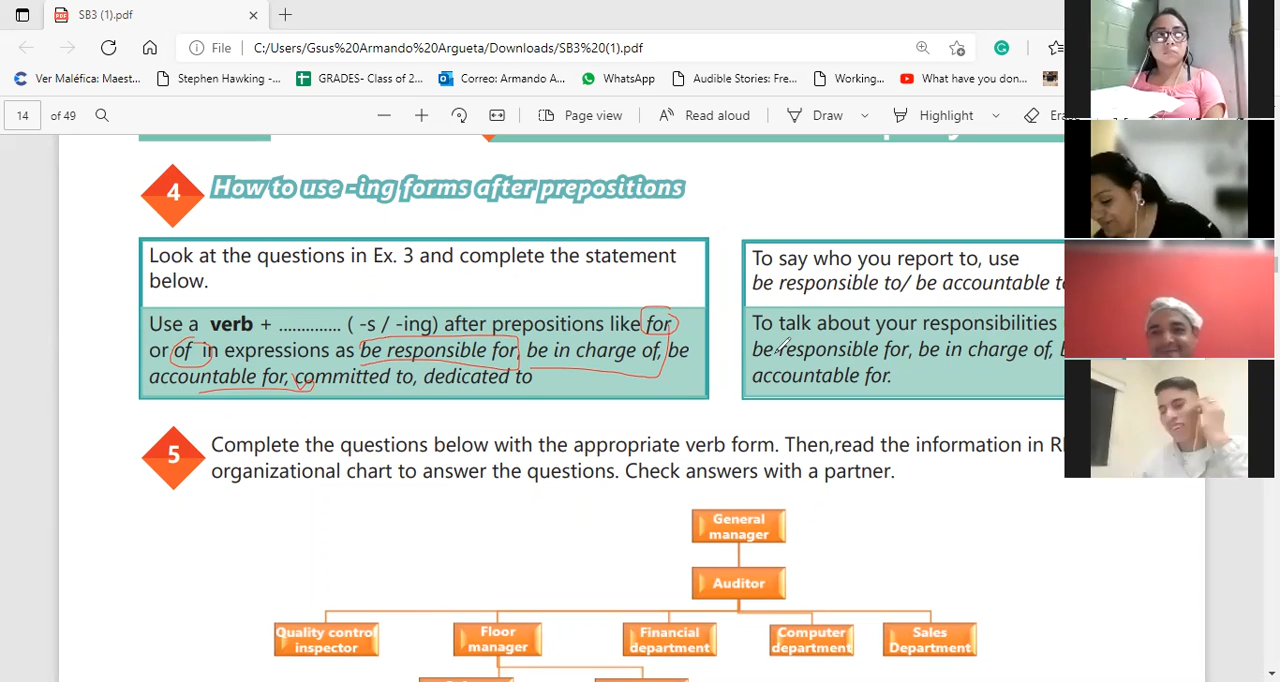 SB3 (1).pdf
File C:/Users/Gsus%20Armando%20Argueta/Downloads/SB3%20(1).pdf
Ver Maléfica: Maest... Stephen Hawking -... GRADES- Class of 2... Correo: Armando A... WhatsApp Audible Stories: Fre... Working... What have you don...
14 of 49 Page view Read aloud Draw Highlight
4 How to use -ing forms after prepositions
Look at the questions in Ex. 3 and complete the statement
below.
Use a verb + ............. ( -s / -ing) after prepositions like for
or of in expressions as be responsible for, be in charge of, be
accountable for, committed to, dedicated to
To say who you report to, use
be responsible to/ be accountable
To talk about your responsibilities
be responsible for, be in charge of,
accountable for.
5 Complete the questions below with the appropriate verb form. Then,read the information in
organizational chart to answer the questions. Check answers with a partner.
General
manager
Auditor
Quality control
inspector
Floor
manager
Financial
department
Computer
department
Sales
Department